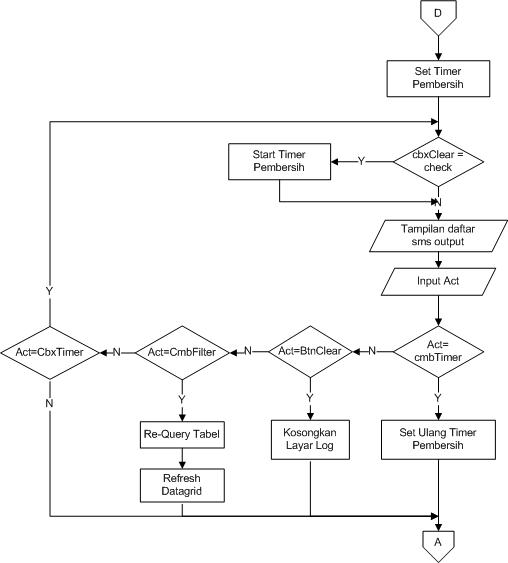 D
Set Timer
Pembersih
cbxClear =
check
Y
Start Timer
Pembersih
N
Tampilan daftar
sms output
Input Act
Y
Act=CbxTimer
N
Act=CmbFilter
N
Act=BtnClear
N
Act=
cmbTimer
N
Y
Y
Y
Re-Query Tabel
Kosongkan
Layar Log
Set Ulang Timer
Pembersih
Refresh
Datagrid
A